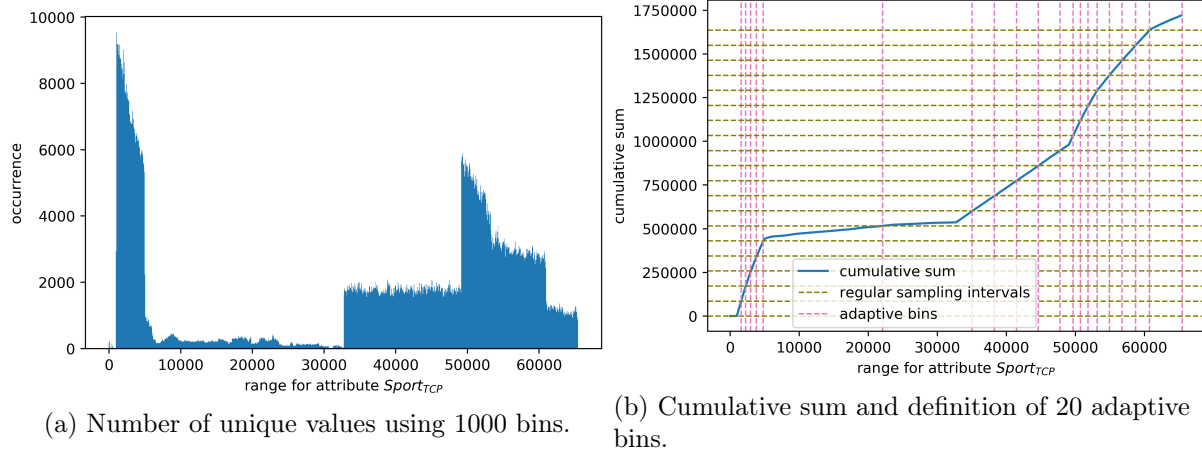 10000
8000
6000
4000
2000
0
occurrence
0
10000
20000
30000
40000
50000
60000
range for attribute Sport_TCP
(a) Number of unique values using 1000 bins.
1750000
1500000
1250000
1000000
750000
500000
250000
0
cumulative sum
cumulative sum
regular sampling intervals
adaptive bins
0
10000
20000
30000
40000
50000
60000
range for attribute Sport_TCP
(b) Cumulative sum and definition of 20 adaptive
bins.